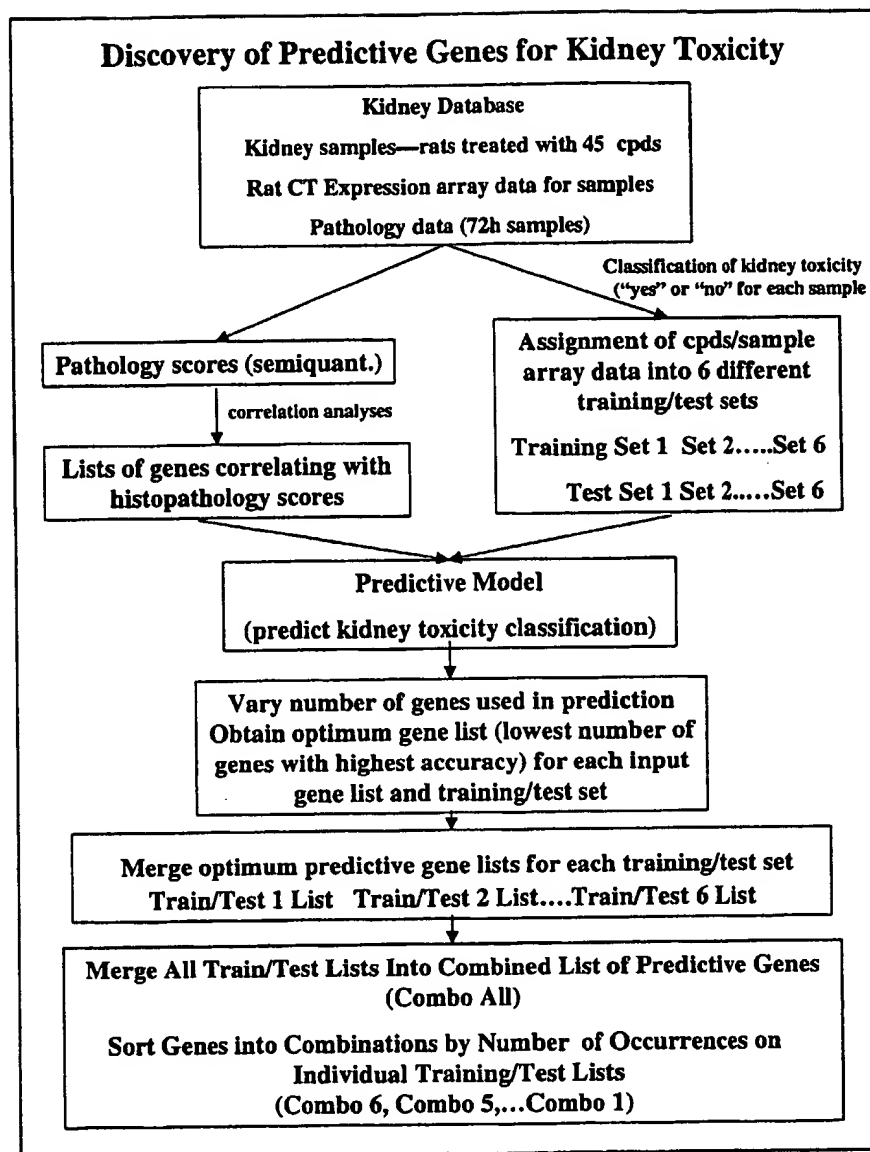 Discovery of Predictive Genes for Kidney Toxicity
Kidney Database
Kidney samples—rats treated with 45 cpds
Rat CT Expression array data for samples
Pathology data (72h samples)
Classification of kidney toxicity
("yes" or "no" for each sample
Pathology scores (semiquant.)
correlation analyses
Lists of genes correlating with
histopathology scores
Assignment of cpds/sample
array data into 6 different
training/test sets
Training Set 1 Set 2.....Set 6
Test Set 1 Set 2.....Set 6
Predictive Model
(predict kidney toxicity classification)
Vary number of genes used in prediction
Obtain optimum gene list (lowest number of
genes with highest accuracy) for each input
gene list and training/test set
Merge optimum predictive gene lists for each training/test set
Train/Test 1 List Train/Test 2 List....Train/Test 6 List
Merge All Train/Test Lists Into Combined List of Predictive Genes
(Combo All)
Sort Genes into Combinations by Number of Occurrences on
Individual Training/Test Lists
(Combo 6, Combo 5,...Combo 1)